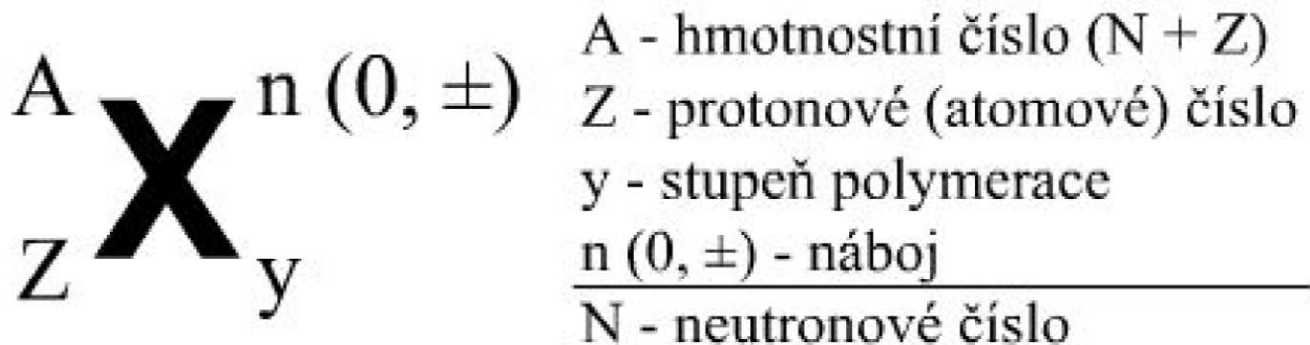 A X n (0, ±)
Z y
A - hmotnostní číslo (N + Z)
Z - protonové (atomové) číslo
y - stupeň polymerace
n (0, ±) - náboj
N - neutronové číslo